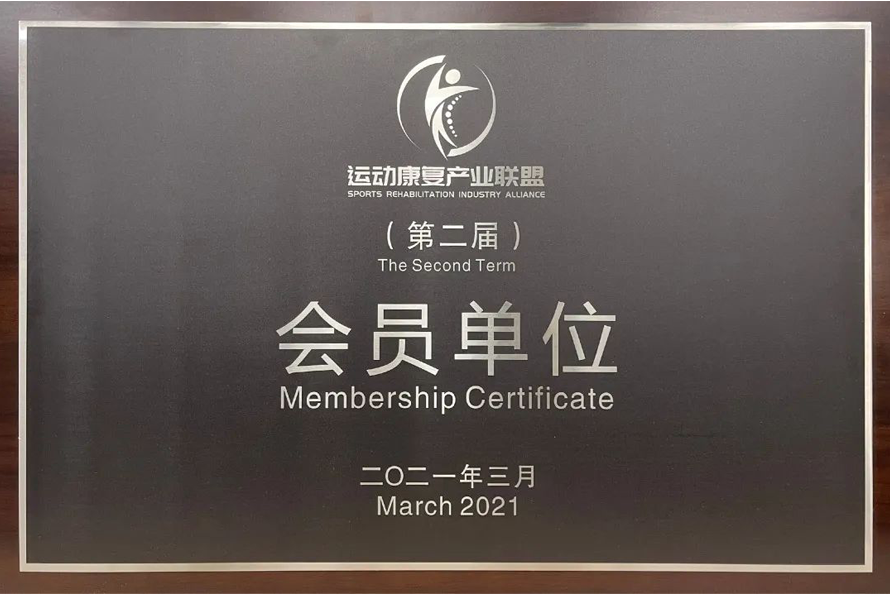 运动康复产业联盟
SPORTS REHABILITATION INDUSTRY ALLIANCE
（第二届）
The Second Term
会员单位
Membership Certificate
二〇二一年三月
March 2021